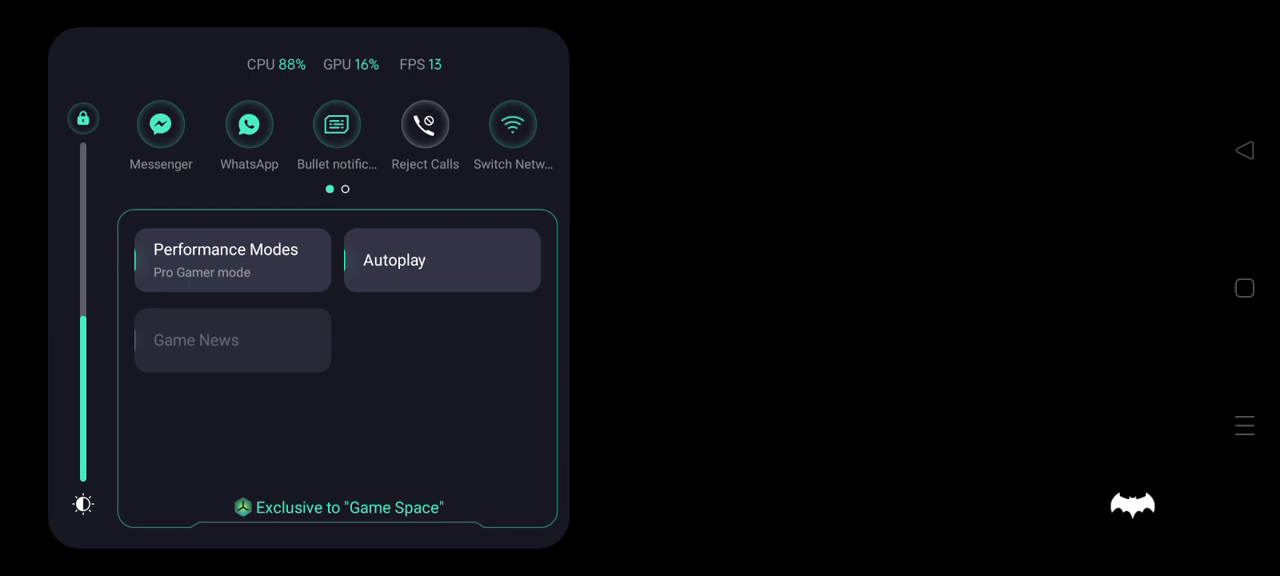 CPU 88% GPU 16% FPS 13
Messenger WhatsApp Bullet notific... Reject Calls Switch Netw...
Performance Modes
Pro Gamer mode
Autoplay
Game News
Exclusive to "Game Space"